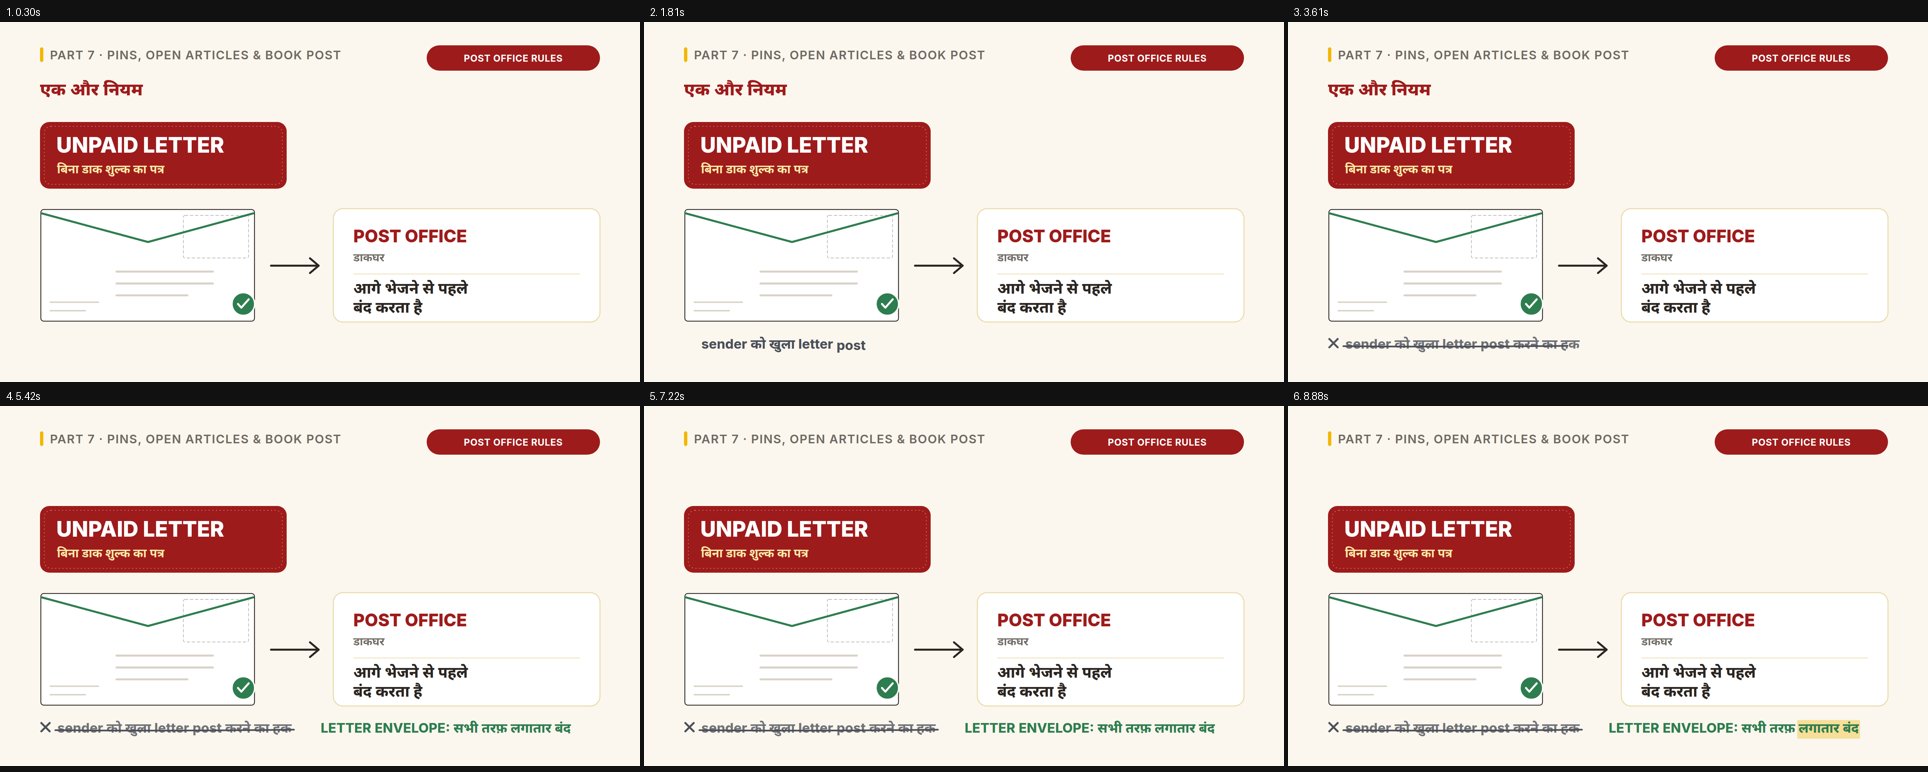 1. 0.30s
PART 7 · PINS, OPEN ARTICLES & BOOK POST
POST OFFICE RULES
एक और नियम
UNPAID LETTER
बिना डाक शुल्क का पत्र
POST OFFICE
डाकघर
आगे भेजने से पहले
बंद करता है
2. 1.81s
PART 7 · PINS, OPEN ARTICLES & BOOK POST
POST OFFICE RULES
एक और नियम
UNPAID LETTER
बिना डाक शुल्क का पत्र
POST OFFICE
डाकघर
आगे भेजने से पहले
बंद करता है
sender को खुला letter post
3. 3.61s
PART 7 · PINS, OPEN ARTICLES & BOOK POST
POST OFFICE RULES
एक और नियम
UNPAID LETTER
बिना डाक शुल्क का पत्र
POST OFFICE
डाकघर
आगे भेजने से पहले
बंद करता है
sender को खुला letter post करने का हक
4. 5.42s
PART 7 · PINS, OPEN ARTICLES & BOOK POST
POST OFFICE RULES
UNPAID LETTER
बिना डाक शुल्क का पत्र
POST OFFICE
डाकघर
आगे भेजने से पहले
बंद करता है
sender को खुला letter post करने का हक
LETTER ENVELOPE: सभी तरफ़ लगातार बंद
5. 7.22s
PART 7 · PINS, OPEN ARTICLES & BOOK POST
POST OFFICE RULES
UNPAID LETTER
बिना डाक शुल्क का पत्र
POST OFFICE
डाकघर
आगे भेजने से पहले
बंद करता है
sender को खुला letter post करने का हक
LETTER ENVELOPE: सभी तरफ़ लगातार बंद
6. 8.88s
PART 7 · PINS, OPEN ARTICLES & BOOK POST
POST OFFICE RULES
UNPAID LETTER
बिना डाक शुल्क का पत्र
POST OFFICE
डाकघर
आगे भेजने से पहले
बंद करता है
sender को खुला letter post करने का हक
LETTER ENVELOPE: सभी तरफ़ लगातार बंद